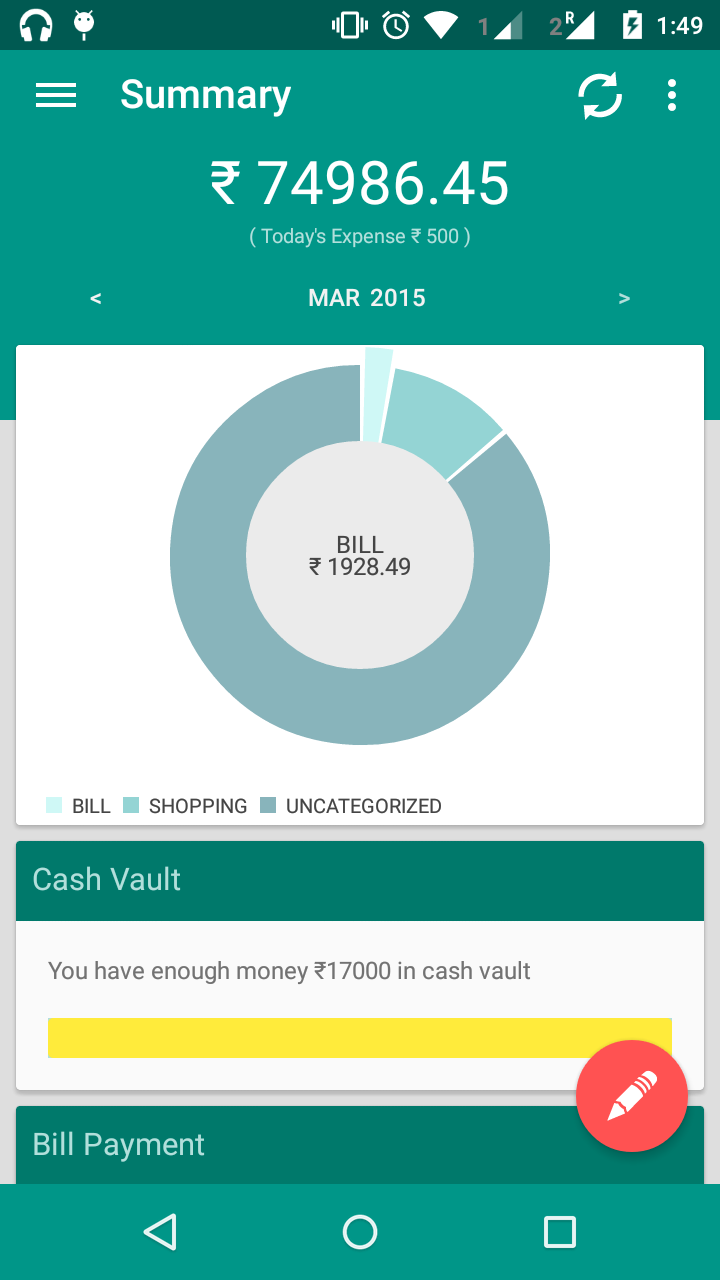 1 2 R 1:49
Summary
₹ 74986.45
( Today's Expense ₹ 500 )
< MAR 2015 >
BILL
₹ 1928.49
BILL SHOPPING UNCATEGORIZED
Cash Vault
You have enough money ₹17000 in cash vault
Bill Payment